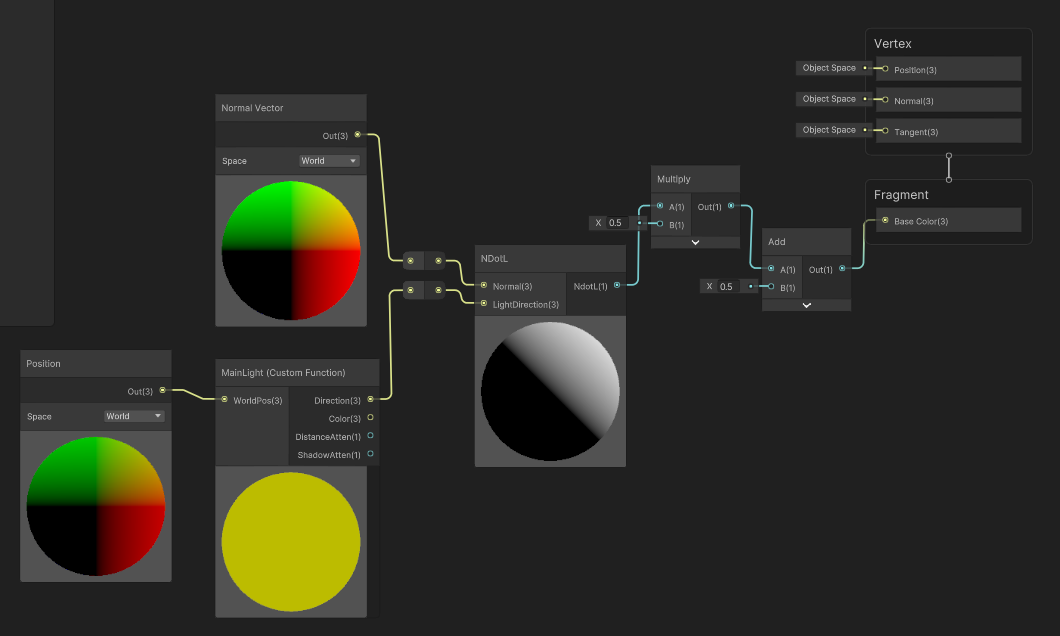 Vertex
Object Space
Position(3)
Object Space
Normal(3)
Object Space
Tangent(3)
Fragment
Base Color(3)
Normal Vector
Out(3)
Space
World
Multiply
A(1)
Out(1)
X 0.5
B(1)
Add
A(1)
Out(1)
X 0.5
B(1)
NDotL
Normal(3)
NdotL(1)
LightDirection(3)
Position
Out(3)
Space
World
MainLight (Custom Function)
WorldPos(3)
Direction(3)
Color(3)
DistanceAtten(1)
ShadowAtten(1)